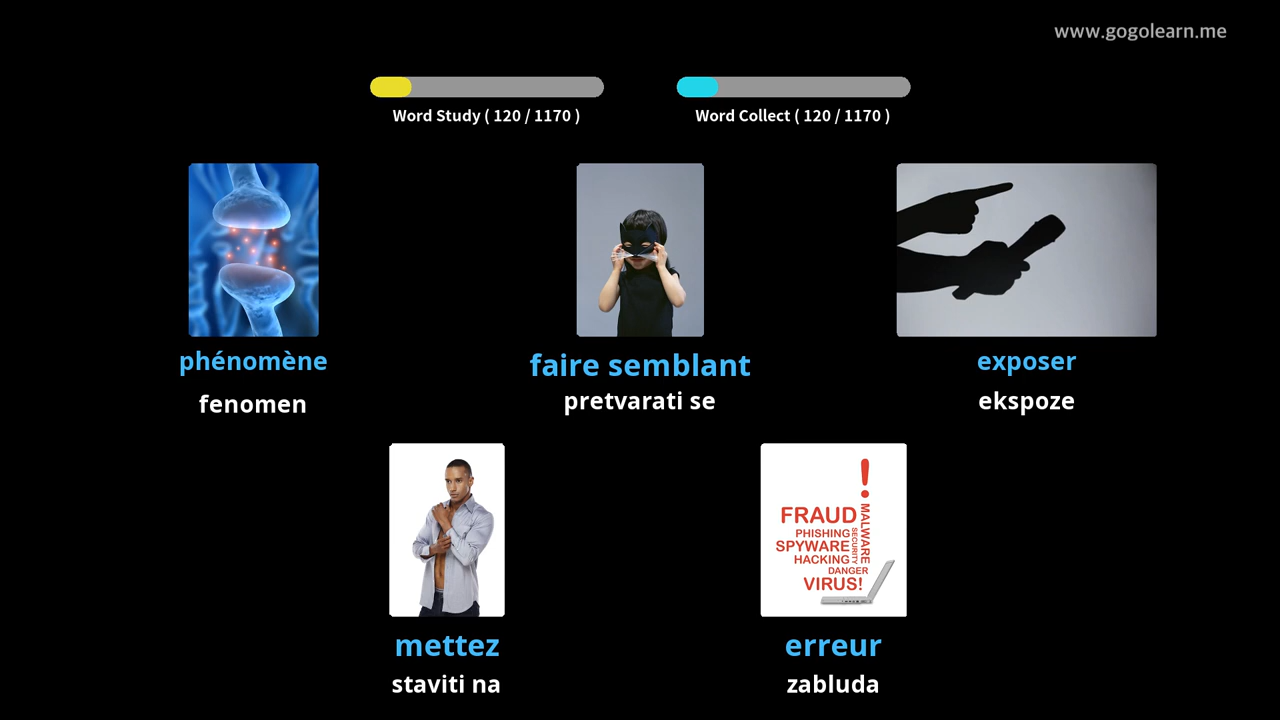 www.gogolearn.me
Word Study ( 120 / 1170 )
Word Collect ( 120 / 1170 )
phénomène
fenomen
faire semblant
pretvarati se
exposer
ekspoze
mettez
staviti na
FRAUD
PHISHING
SPYWARE
HACKING
DANGER
VIRUS!
SECURITY
MALWARE
!
erreur
zabluda